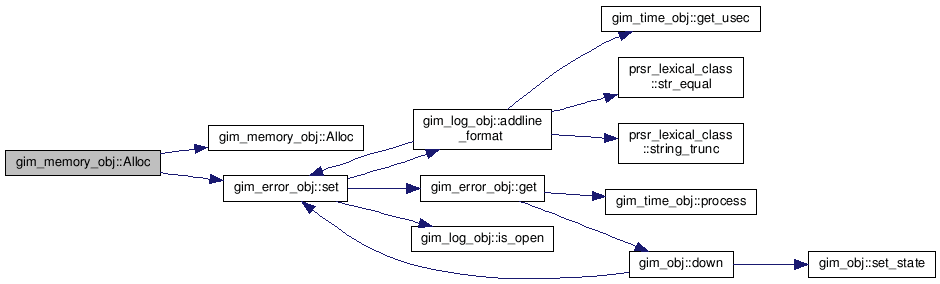 gim_memory_obj::Alloc
gim_memory_obj::Alloc
gim_error_obj::set
gim_log_obj::addline
_format
gim_error_obj::get
gim_log_obj::is_open
gim_time_obj::get_usec
prsr_lexical_class
::str_equal
prsr_lexical_class
::string_trunc
gim_time_obj::process
gim_obj::down
gim_obj::set_state